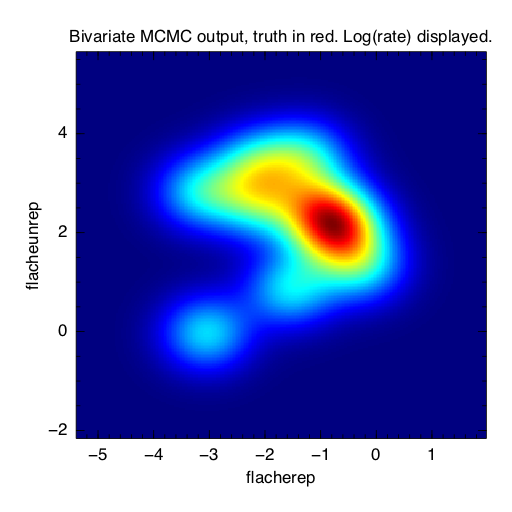 Bivariate MCMC output, truth in red. Log(rate) displayed.
4
2
0
−2
flacheunrep
−5 −4 −3 −2 −1 0 1
flacherep